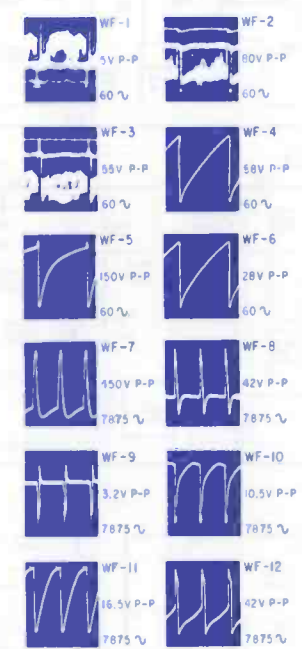 WF-1
5V P-P
60 ∿
WF-2
80V P-P
60 ∿
WF-3
55V P-P
60 ∿
WF-4
58V P-P
60 ∿
WF-5
150V P-P
60 ∿
WF-6
28V P-P
60 ∿
WF-7
450V P-P
7875 ∿
WF-8
42V P-P
7875 ∿
WF-9
3.2V P-P
7875 ∿
WF-10
10.5V P-P
7875 ∿
WF-11
16.5V P-P
7875 ∿
WF-12
42V P-P
7875 ∿